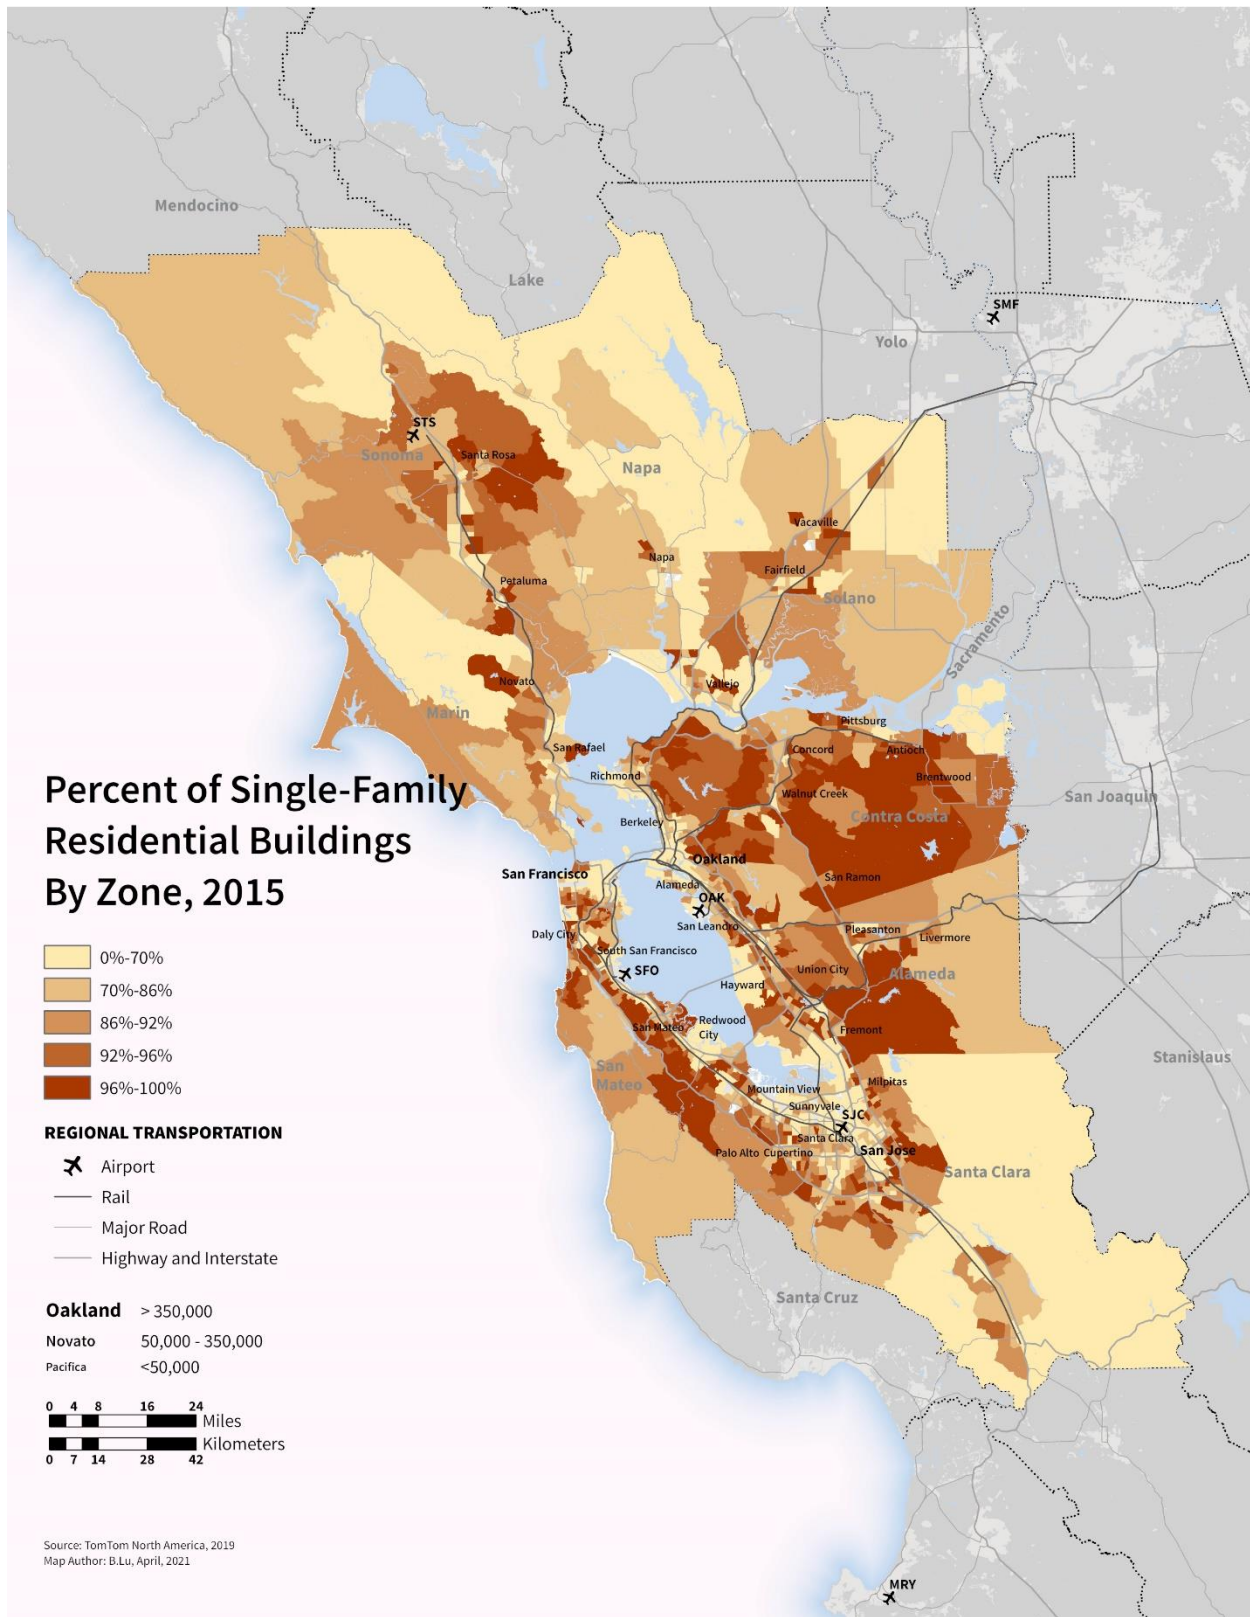 Mendocino
Lake
SMF
Yolo
STS
Sonoma
Santa Rosa
Napa
Vacaville
Napa
Fairfield
Petaluma
Solano
Sacramento
Novato
Vallejo
Marin
Pittsburg
San Rafael
Concord
Antioch
Richmond
Brentwood
Walnut Creek
San Joaquin
Contra Costa
Berkeley
Oakland
San Francisco
San Ramon
Alameda
OAK
San Leandro
Pleasanton
Daly City
Livermore
South San Francisco
SFO
Union City
Alameda
Hayward
Redwood
City
San Mateo
Fremont
Stanislaus
San
Mateo
Milpitas
Mountain View
Sunnyvale
SJC
Santa Clara
San Jose
Palo Alto
Cupertino
Santa Clara
Santa Cruz
MRY
Percent of Single-Family
Residential Buildings
By Zone, 2015
0%-70%
70%-86%
86%-92%
92%-96%
96%-100%
REGIONAL TRANSPORTATION
Airport
Rail
Major Road
Highway and Interstate
Oakland > 350,000
Novato 50,000 - 350,000
Pacifica <50,000
0 4 8 16 24
Miles
Kilometers
0 7 14 28 42
Source: TomTom North America, 2019
Map Author: B.Lu, April, 2021